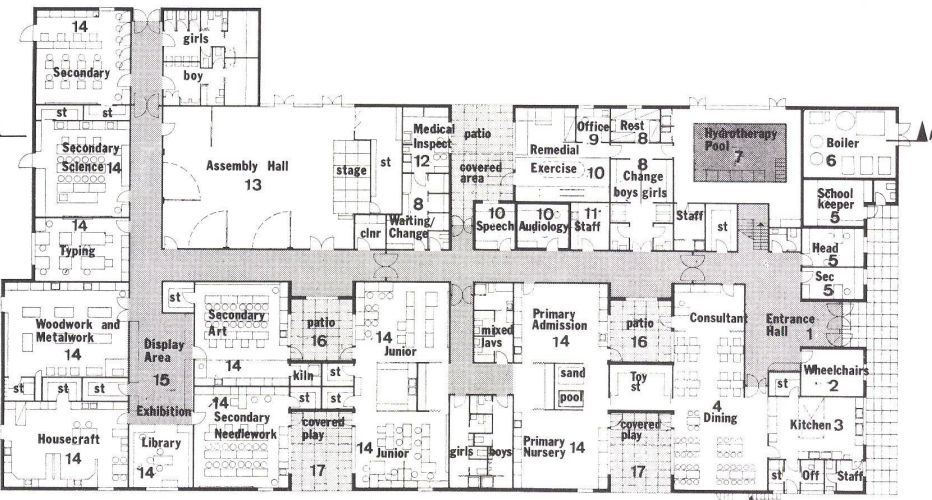 14
Secondary
girls
boy
st
st
Secondary
Science 14
14
Typing
Assembly Hall
13
stage
st
Medical
Inspect
12
8
clnr
Waiting/
Change
patio
covered
area
Remedial
Exercise
10
Office
9
Rest
8
8
Change
boys girls
10
Speech
10
Audiology
11
Staff
Staff
st
Hydrotherapy
Pool
7
Boiler
6
A
School
keeper
5
Head
5
Sec
5
Entrance
Hall
1
Woodwork and
Metalwork
14
st
st
st
Housecraft
14
Display
Area
15
Exhibition
Library
14
st
Secondary
Art
14
14
Secondary
Needlework
patio
16
kiln
st
st
st
covered
play
17
14
Junior
14
Junior
mixed
lavs
girls
boys
Primary
Admission
14
sand
pool
Primary
Nursery
14
patio
16
Toy
st
covered
play
17
Consultant
4
Dining
Wheelchairs
2
st
Kitchen 3
st
Off
Staff